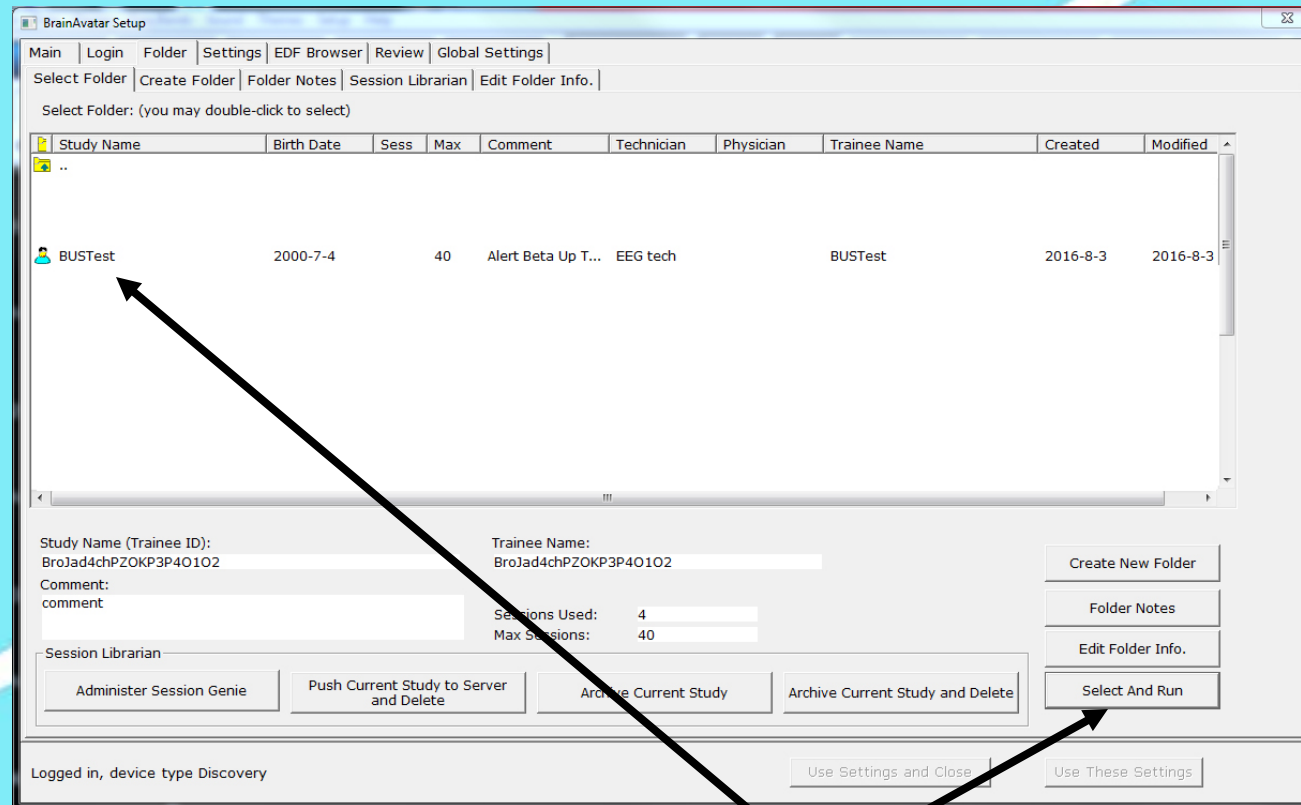 BrainAvatar Setup
Main Login Folder Settings EDF Browser Review Global Settings
Select Folder Create Folder Folder Notes Session Librarian Edit Folder Info.
Select Folder: (you may double-click to select)
Study Name Birth Date Sess Max Comment Technician Physician Trainee Name Created Modified
..
BUSTest 2000-7-4 40 Alert Beta Up T... EEG tech BUSTest 2016-8-3 2016-8-3
Study Name (Trainee ID): Trainee Name:
BroJad4chPZOKP3P4O1O2 BroJad4chPZOKP3P4O1O2
Create New Folder
Comment:
comment
Sessions Used: 4
Folder Notes
Max Sessions: 40
Edit Folder Info.
Session Librarian
Administer Session Genie
Push Current Study to Server
and Delete
Archive Current Study
Archive Current Study and Delete
Select And Run
Logged in, device type Discovery
Use Settings and Close
Use These Settings